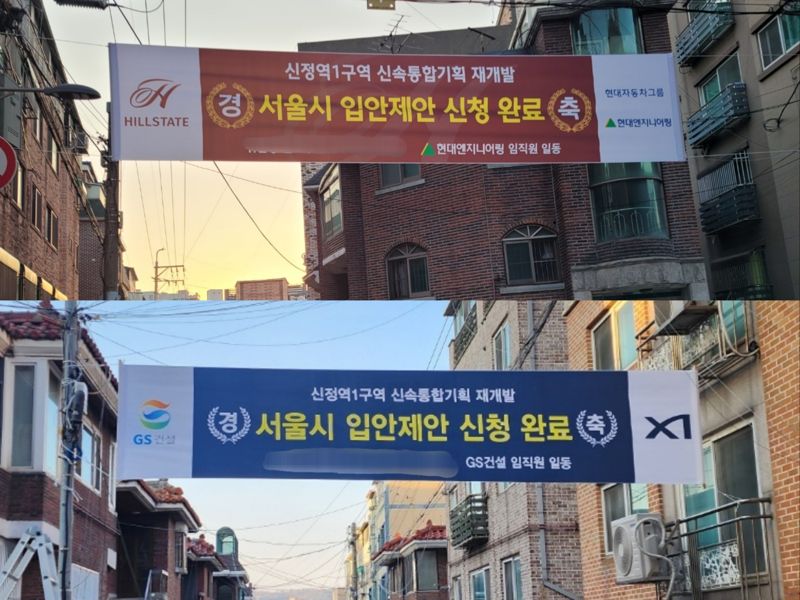 신정역1구역 신속통합기획 재개발
HILLSTATE
경 서울시 입안제안 신청 완료 축
현대자동차그룹
현대엔지니어링
현대엔지니어링 임직원 일동
신정역1구역 신속통합기획 재개발
GS건설
경 서울시 입안제안 신청 완료 축
XI
GS건설 임직원 일동